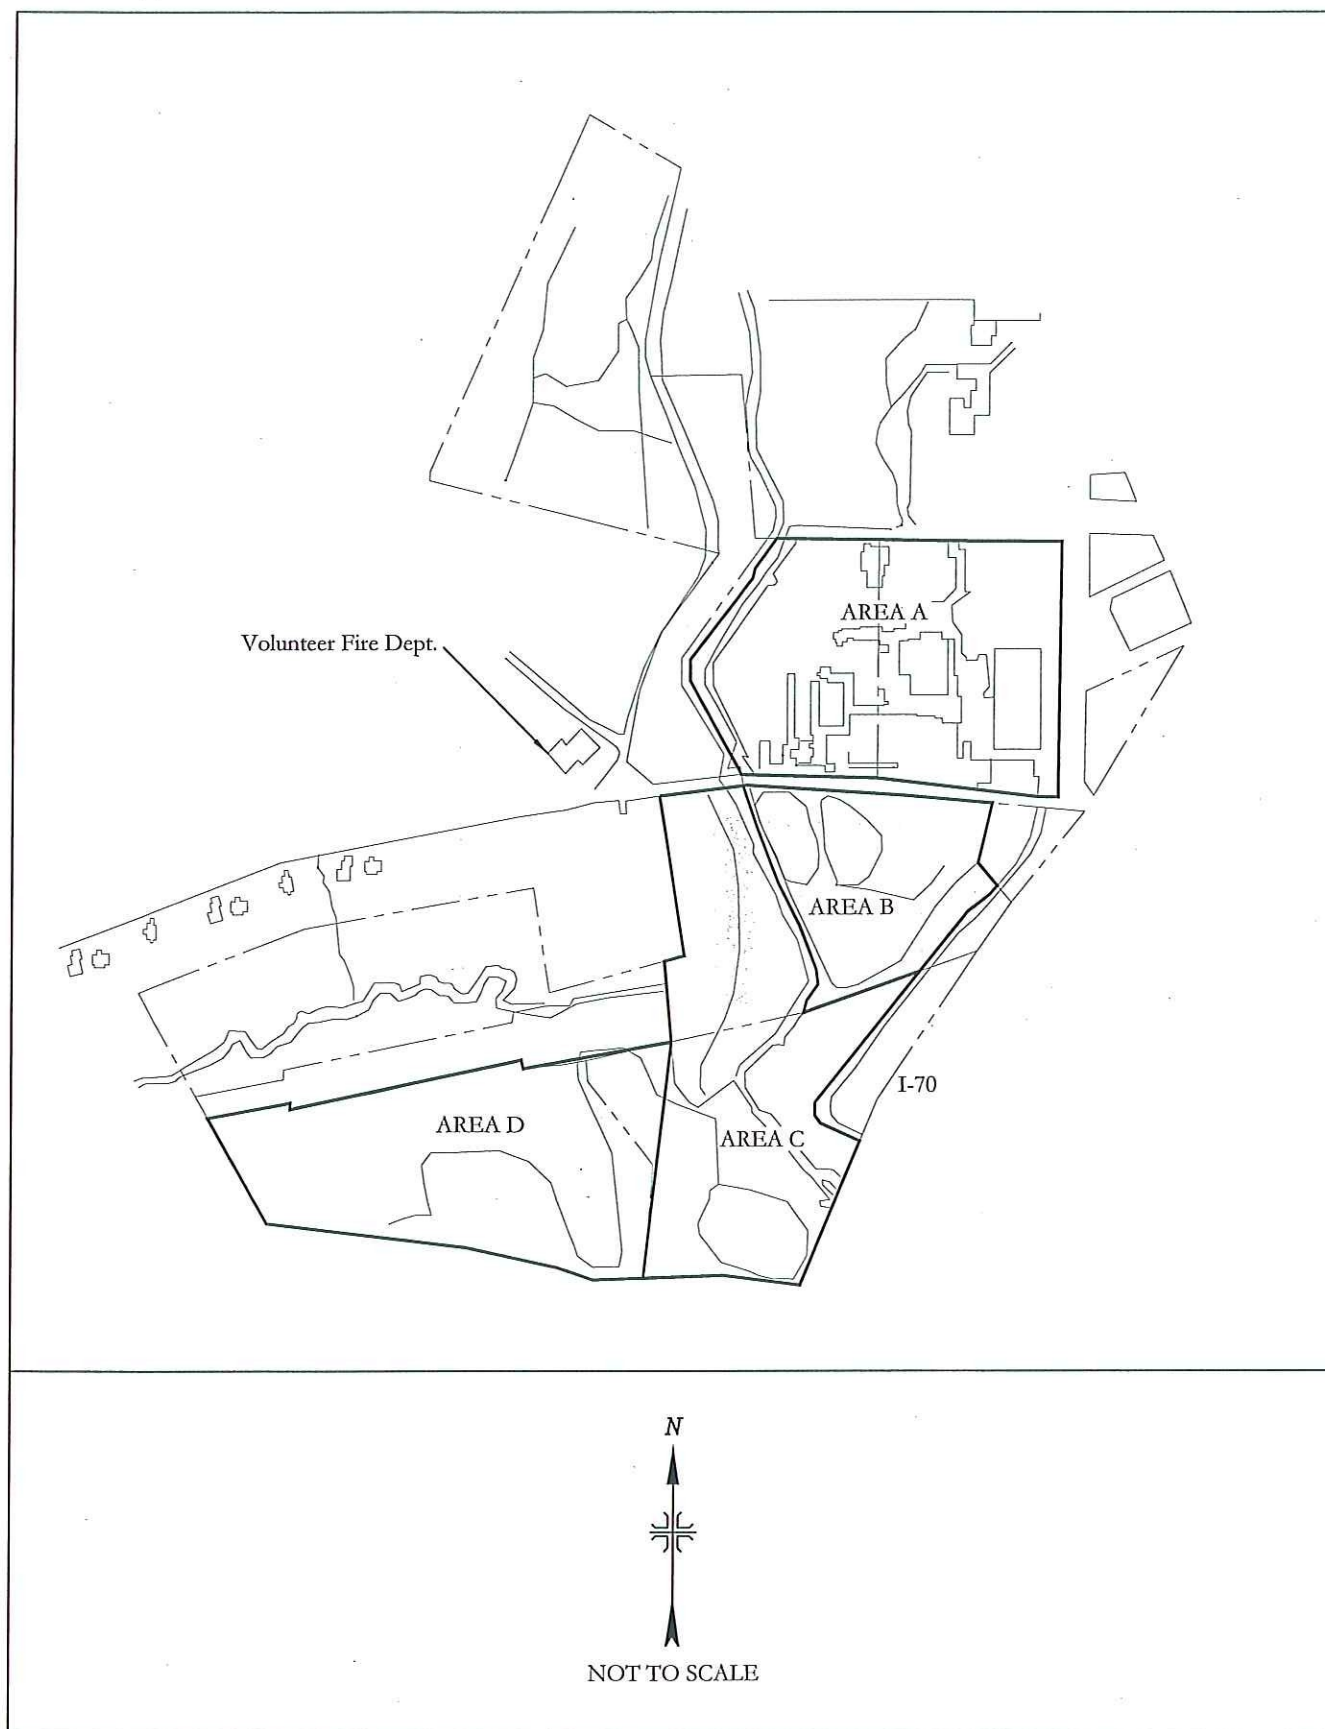 AREA A
Volunteer Fire Dept.
AREA B
I-70
AREA D
AREA C
N
NOT TO SCALE